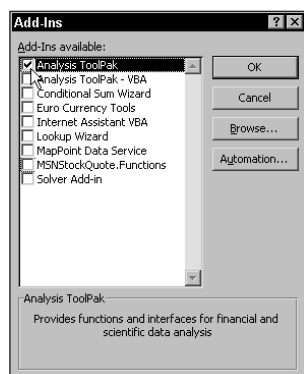 Add-Ins
Add-Ins available:
Analysis ToolPak
Analysis ToolPak - VBA
Conditional Sum Wizard
Euro Currency Tools
Internet Assistant VBA
Lookup Wizard
MapPoint Data Service
MSNStockQuote.Functions
Solver Add-in
OK
Cancel
Browse...
Automation...
Analysis ToolPak
Provides functions and interfaces for financial and
scientific data analysis